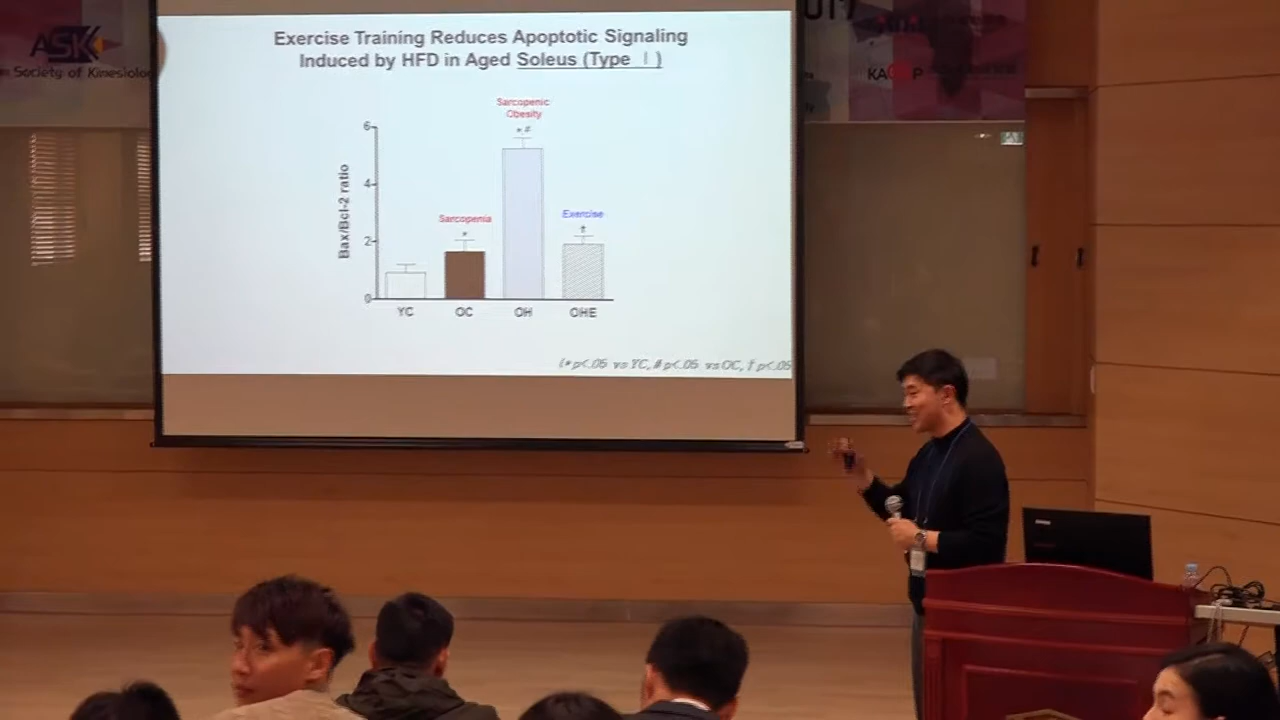 2017
ASK
n Society of Kinesiolo
Exercise Training Reduces Apoptotic Signaling
Induced by HFD in Aged Soleus (Type Ⅰ)
Sarcopenic
Obesity
*,#
6
4
2
0
Bax/Bcl-2 ratio
Sarcopenia
*
Exercise
†
YC
OC
OH
OHE
(* p<.05 vs YC, # p<.05 vs OC, † p<.05